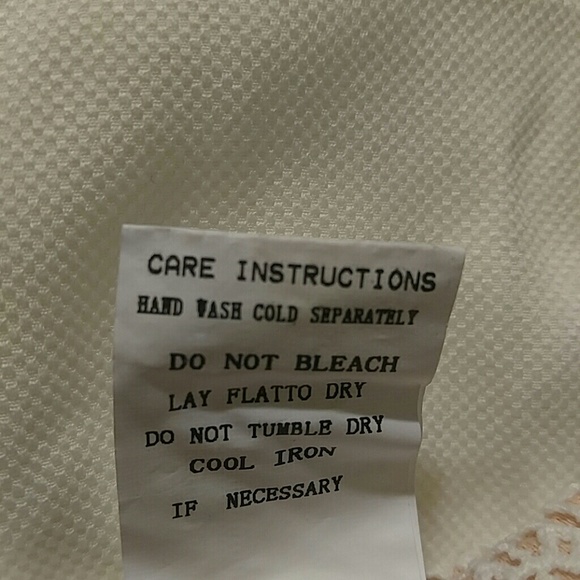 CARE INSTRUCTIONS
HAND WASH COLD SEPARATELY
DO NOT BLEACH
LAY FLATTO DRY
DO NOT TUMBLE DRY
COOL IRON
IF NECESSARY